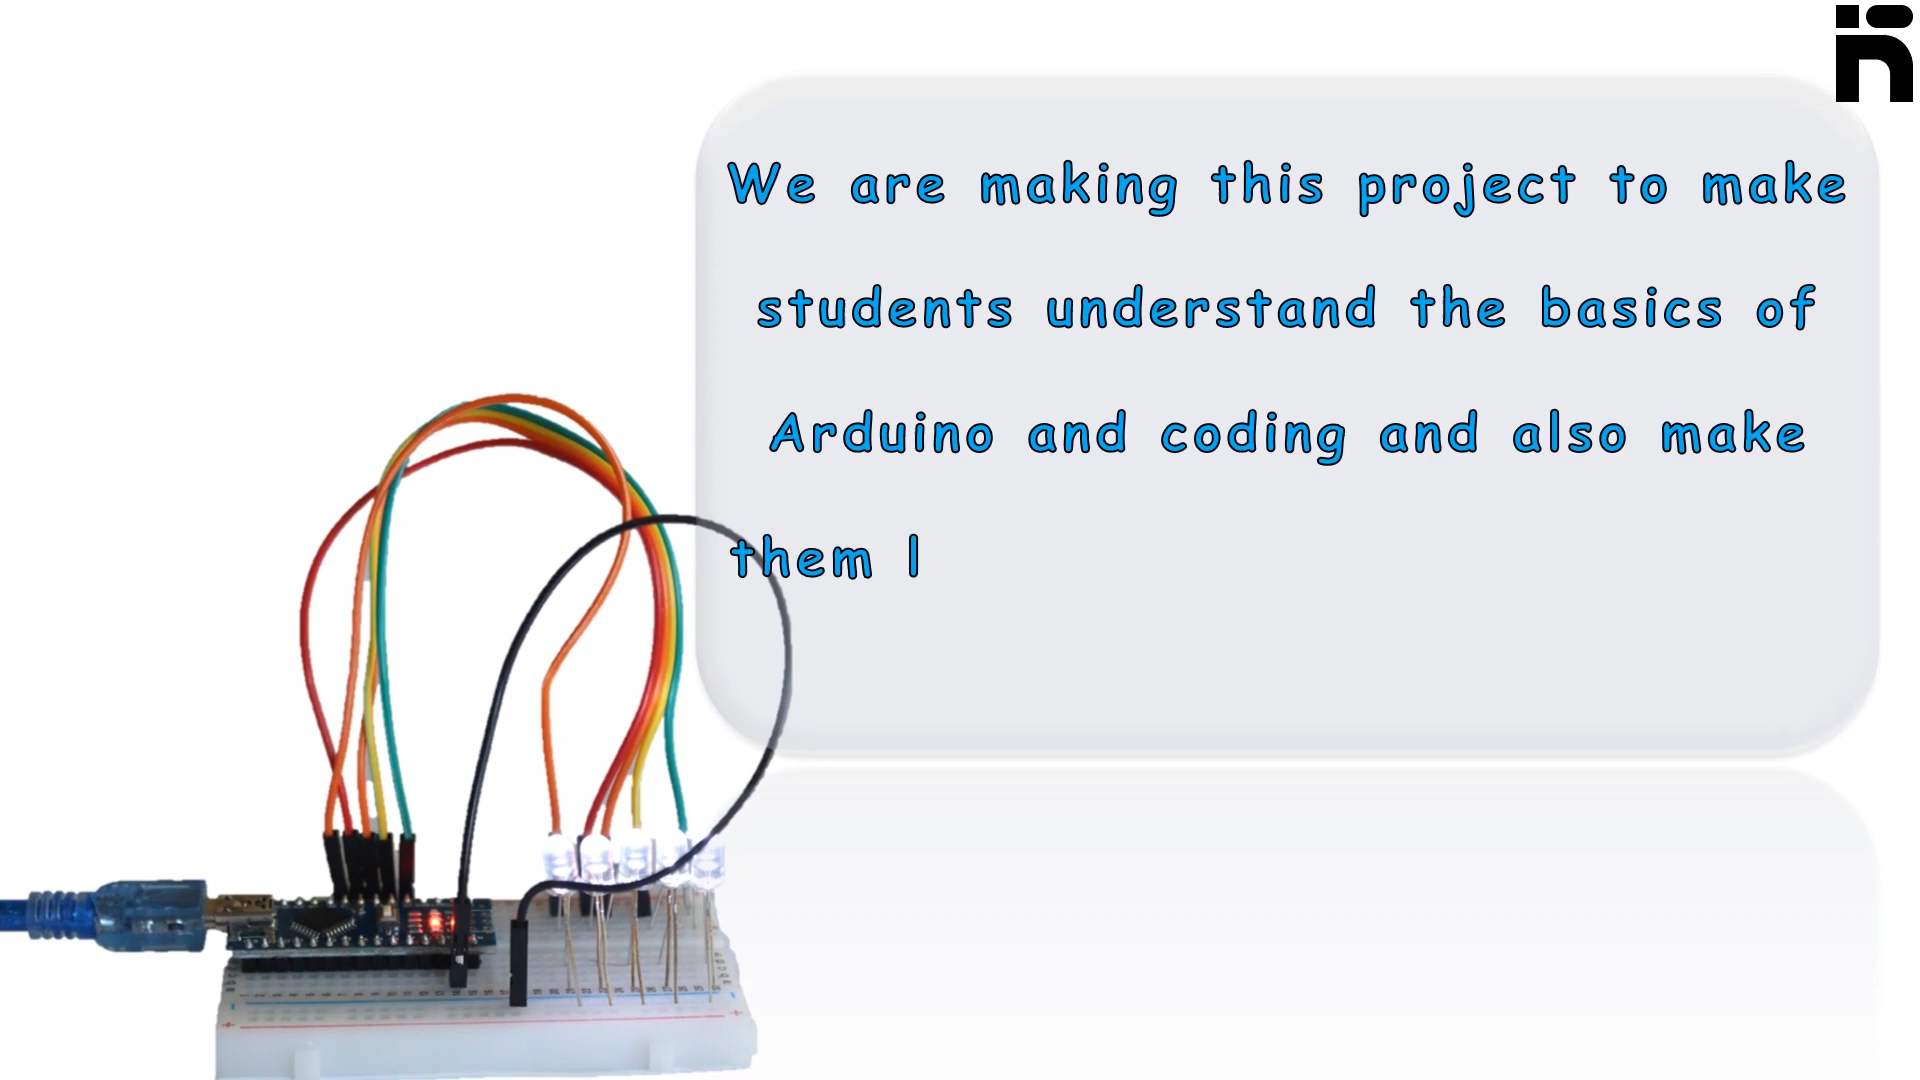 We are making this project to make
students understand the basics of
Arduino and coding and also make
them l